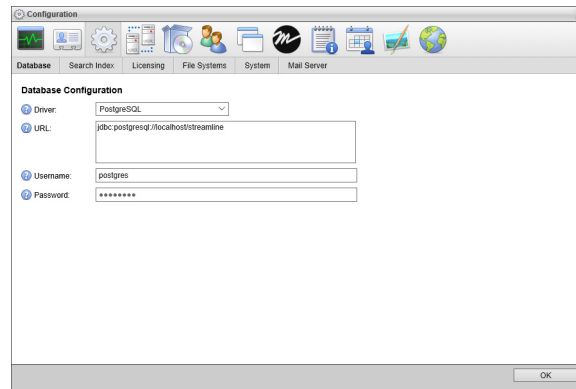 Configuration
Database Search Index Licensing File Systems System Mail Server
Database Configuration
Driver: PostgreSQL
URL: jdbc:postgresql://localhost/streamline
Username: postgres
Password: ••••••••
OK